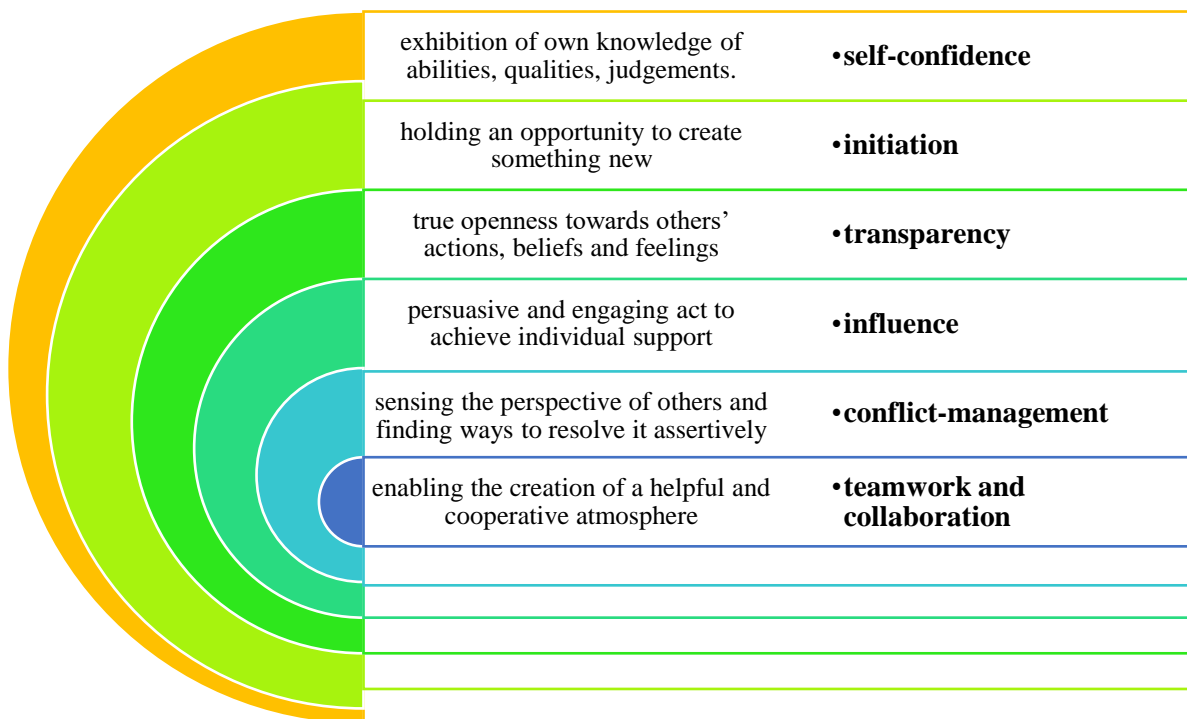 exhibition of own knowledge of
abilities, qualities, judgements.
•self-confidence
holding an opportunity to create
something new
•initiation
true openness towards others’
actions, beliefs and feelings
•transparency
persuasive and engaging act to
achieve individual support
•influence
sensing the perspective of others and
finding ways to resolve it assertively
•conflict-management
enabling the creation of a helpful and
cooperative atmosphere
•teamwork and
collaboration